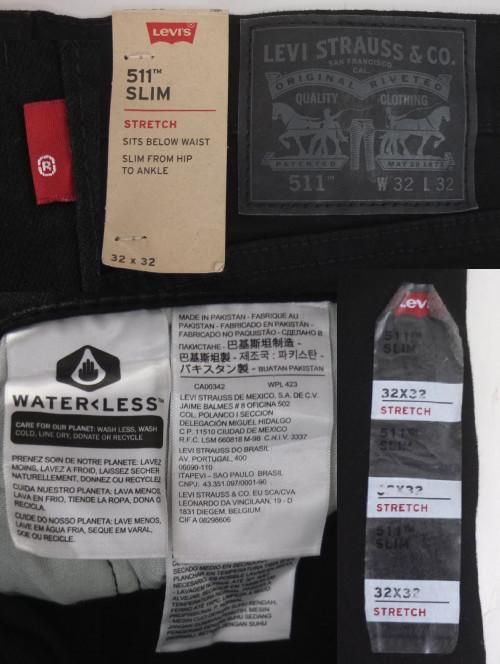 Levi's
511™
SLIM
STRETCH
SITS BELOW WAIST
SLIM FROM HIP
TO ANKLE
32 x 32
®
LEVI STRAUSS & CO.
SAN FRANCISCO
CAL.
ORIGINAL RIVETED
QUALITY CLOTHING
PATENTED MAY 20 1873
511™ W 32 L 32
WATER<LESS™
CARE FOR OUR PLANET: WASH LESS, WASH
COLD, LINE DRY, DONATE OR RECYCLE
PRENEZ SOIN DE NOTRE PLANETE: LAVEZ
MOINS, LAVEZ A FROID, LAISSEZ SECHER
NATURELLEMENT, DONNEZ OU RECYCLEZ
CUIDA NUESTRO PLANETA: LAVA MENOS,
LAVA EN FRIO, TIENDE LA ROPA, DONA O
RECICLA
CUIDE DO NOSSO PLANETA: LAVE MENOS,
LAVE EM ÁGUA FRIA, SEQUE EM VARAL,
DOE OU RECICLE.
MADE IN PAKISTAN - FABRIQUE AU
PAKISTAN - FABRICADO EN PAKISTÁN -
FABRICADO NO PAQUISTÃO - СДЕЛАНО В
ПАКИСТАНЕ - 巴基斯坦制造 -
巴基斯坦製 - 제조국 : 파키스탄 -
パキスタン製 - BUATAN PAKISTAN
CA00342 WPL 423
LEVI STRAUSS DE MEXICO, S.A. DE C.V.
JAIME BALMES # 8 OFICINA 502
COL. POLANCO I SECCION
DELEGACIÓN MIGUEL HIDALGO
C.P. 11510 CIUDAD DE MEXICO
R.F.C. LSM 660818 M-98 C.N.I.V. 3337
LEVI STRAUSS DO BRASIL
AV. PORTUGAL, 400
06690-110
ITAPEVI - SAO PAULO BRASIL
CNPJ: 43.351.097/0001-90
LEVI STRAUSS & CO. EU SCA/CVA
LEONARDO DA VINCILAAN, 19 - D
1831 DIEGEM, BELGIUM
CIF A 08298606
Levi's
511™
SLIM
32X32
STRETCH
511™
SLIM
32X32
STRETCH
511™
SLIM
32X32
STRETCH